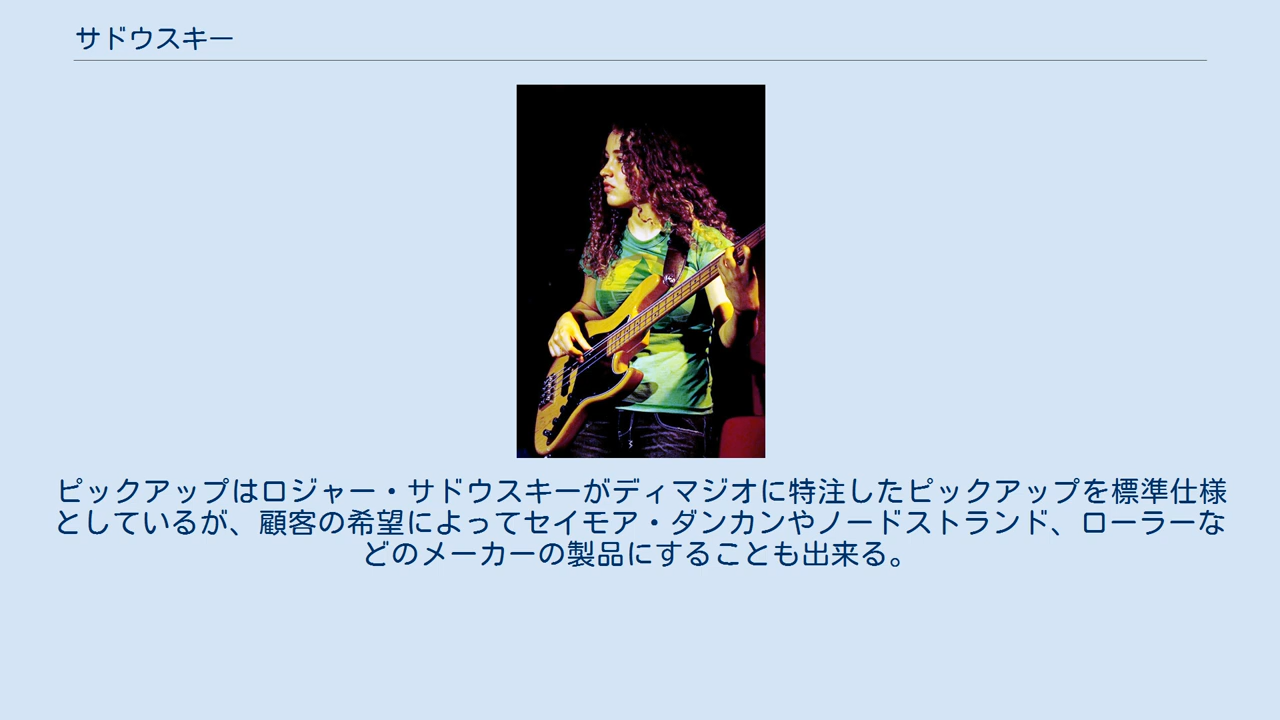 サドウスキー
ピックアップはロジャー・サドウスキーがディマジオに特注したピックアップを標準仕様
としているが、顧客の希望によってセイモア・ダンカンやノードストランド、ローラーな
どのメーカーの製品にすることも出来る。